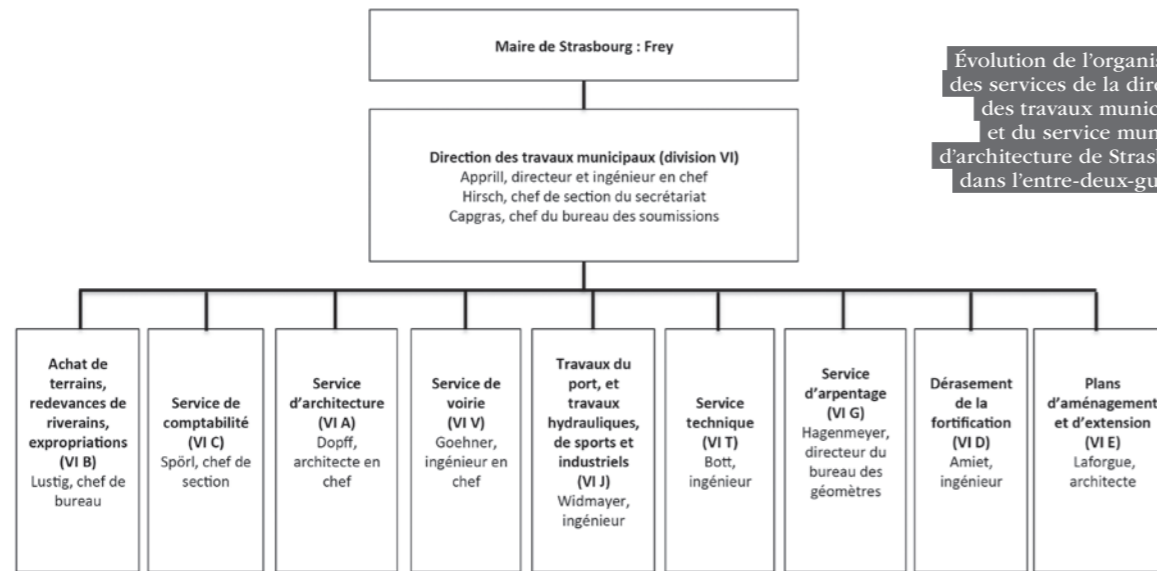 Maire de Strasbourg : Frey
Évolution de l'organis
des services de la dire
des travaux munic
et du service mun
d'architecture de Strasb
dans l'entre-deux-gu
Direction des travaux municipaux (division VI)
Apprill, directeur et ingénieur en chef
Hirsch, chef de section du secrétariat
Capgras, chef du bureau des soumissions
Achat de
terrains,
redevances de
riverains,
expropriations
(VI B)
Lustig, chef de
bureau
Service de
comptabilité
(VI C)
Spörl, chef de
section
Service
d'architecture
(VI A)
Dopff,
architecte en
chef
Service de
voirie
(VI V)
Goehner,
ingénieur en
chef
Travaux du
port, et
travaux
hydrauliques,
de sports et
industriels
(VI J)
Widmayer,
ingénieur
Service
technique
(VI T)
Bott,
ingénieur
Service
d'arpentage
(VI G)
Hagenmeyer,
directeur du
bureau des
géomètres
Dérasement
de la
fortification
(VI D)
Amiet,
ingénieur
Plans
d'aménagement
et d'extension
(VI E)
Laforgue,
architecte